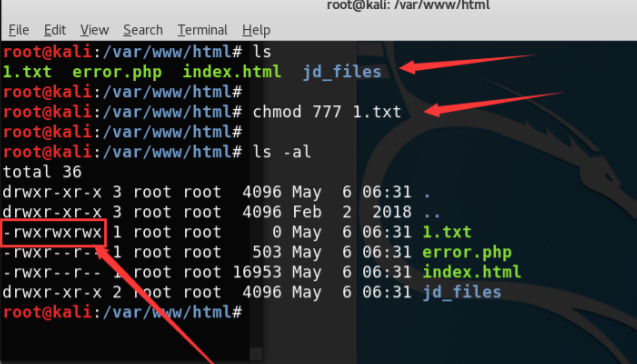 root@kali: /var/www/html
File Edit View Search Terminal Help
root@kali:/var/www/html# ls
1.txt error.php index.html jd_files
root@kali:/var/www/html#
root@kali:/var/www/html# chmod 777 1.txt
root@kali:/var/www/html#
root@kali:/var/www/html# ls -al
total 36
drwxr-xr-x 3 root root 4096 May 6 06:31 .
drwxr-xr-x 3 root root 4096 Feb 2 2018 ..
-rwxrwxrwx 1 root root 0 May 6 06:31 1.txt
-rwxr--r-- 1 root root 503 May 6 06:31 error.php
-rwxr--r-- 1 root root 16953 May 6 06:31 index.html
drwxr-xr-x 2 root root 4096 May 6 06:31 jd_files
root@kali:/var/www/html#